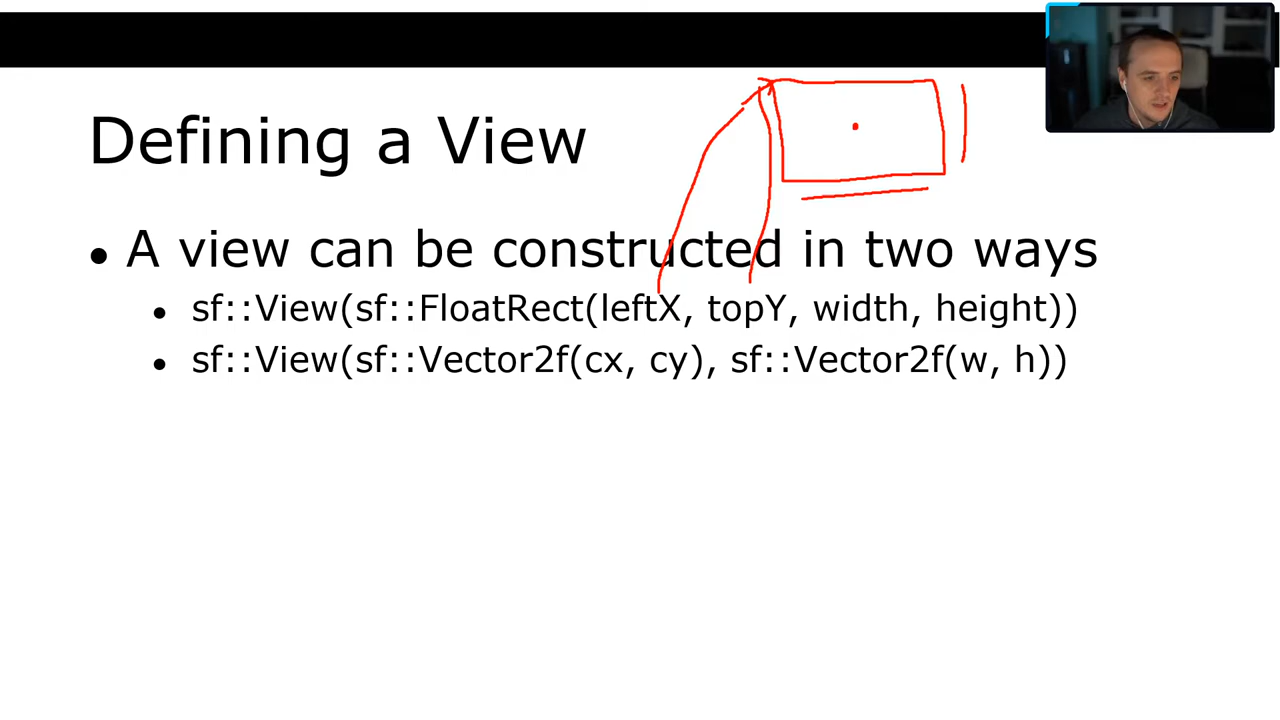 Defining a View
• A view can be constructed in two ways
• sf::View(sf::FloatRect(leftX, topY, width, height))
• sf::View(sf::Vector2f(cx, cy), sf::Vector2f(w, h))